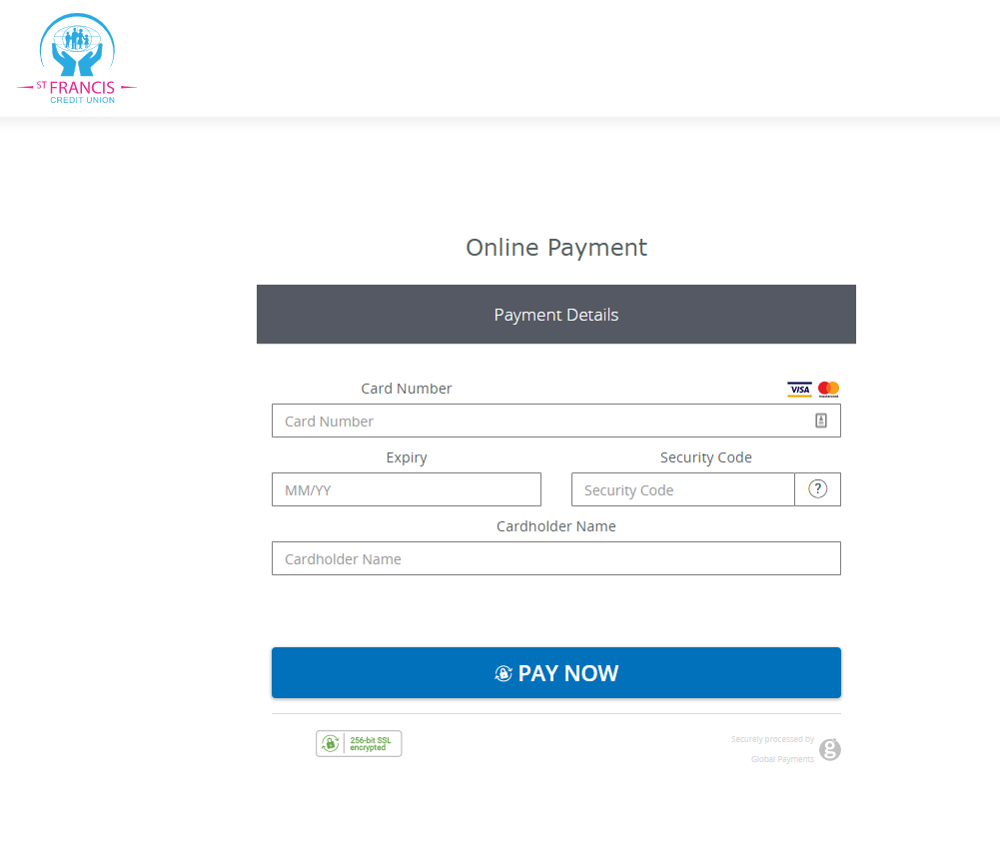 ST FRANCIS
CREDIT UNION
Online Payment
Payment Details
Card Number
VISA
mastercard
Card Number
Expiry
Security Code
MM/YY
Security Code
?
Cardholder Name
Cardholder Name
PAY NOW
256-bit SSL
encrypted
Securely processed by
Global Payments
g